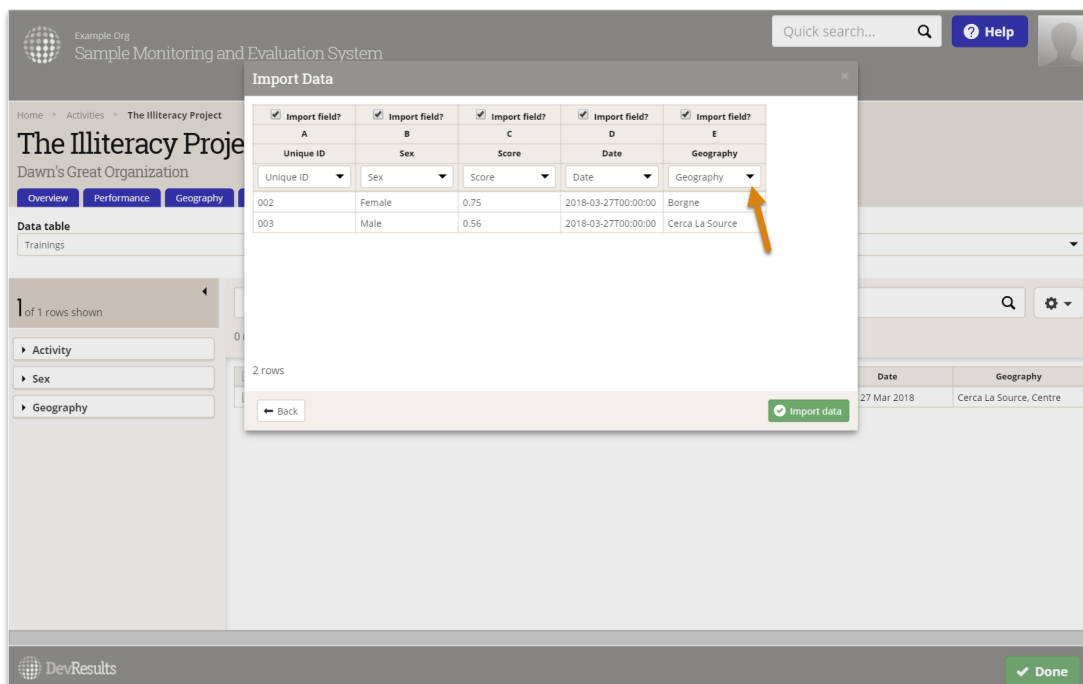 Example Org
Sample Monitoring and Evaluation System
Quick search...
Help
Home Activities The Illiteracy Project
The Illiteracy Proje
Dawn's Great Organization
Overview Performance Geography
Data table
Trainings
1 of 1 rows shown
Activity
Sex
Geography
Import Data ×
Import field? Import field? Import field? Import field? Import field?
A B C D E
Unique ID Sex Score Date Geography
Unique ID Sex Score Date Geography
002 Female 0.75 2018-03-27T00:00:00 Borgne
003 Male 0.56 2018-03-27T00:00:00 Cerca La Source
2 rows
Back Import data
0
Date Geography
27 Mar 2018 Cerca La Source, Centre
DevResults
Done